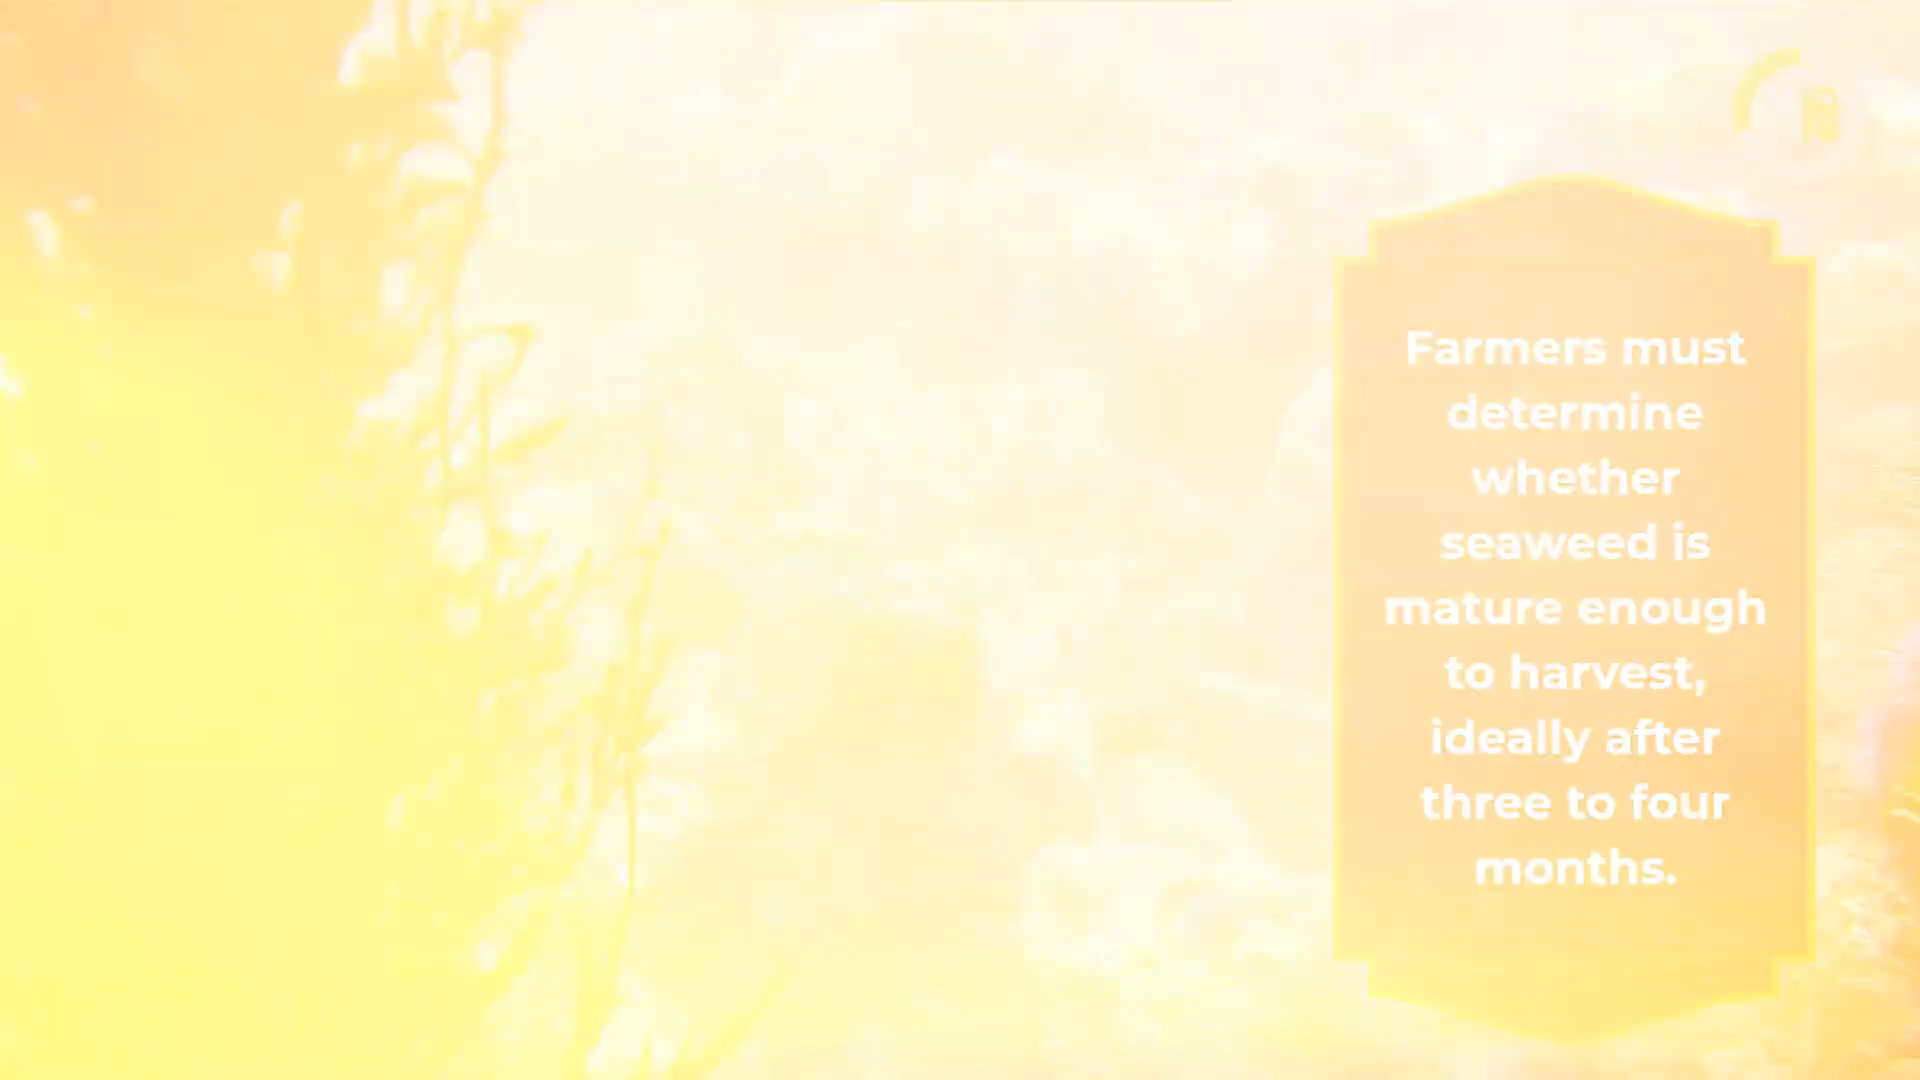 Farmers must
determine
whether
seaweed is
mature enough
to harvest,
ideally after
three to four
months.